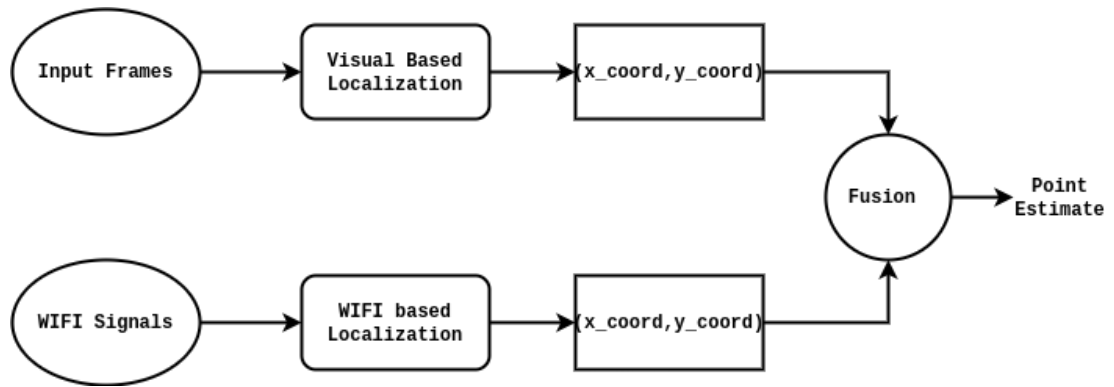 Input Frames
Visual Based
Localization
(x_coord,y_coord)
Fusion
Point
Estimate
WIFI Signals
WIFI based
Localization
(x_coord,y_coord)